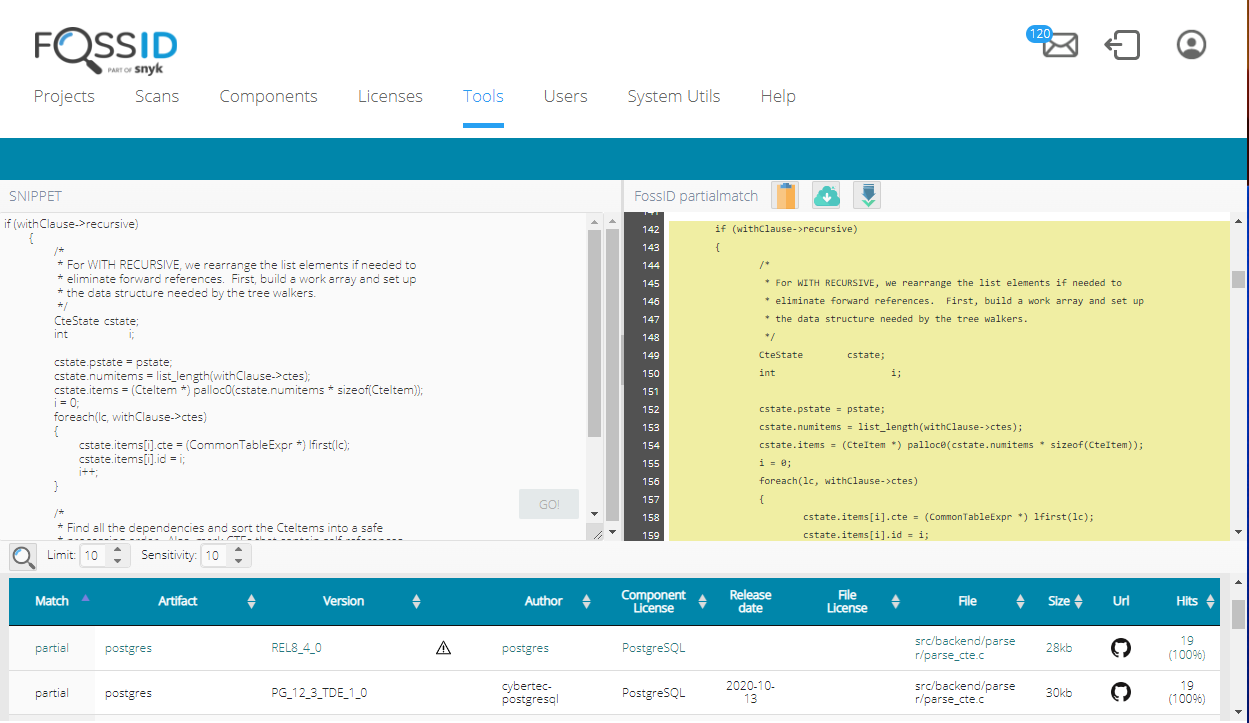 FOSSID
PART OF snyk
120
Projects Scans Components Licenses Tools Users System Utils Help
SNIPPET
if (withClause->recursive)
{
/*
* For WITH RECURSIVE, we rearrange the list elements if needed to
* eliminate forward references. First, build a work array and set up
* the data structure needed by the tree walkers.
*/
CteState cstate;
int i;
cstate.pstate = pstate;
cstate.numitems = list_length(withClause->ctes);
cstate.items = (CteItem *) palloc0(cstate.numitems * sizeof(CteItem));
i = 0;
foreach(lc, withClause->ctes)
{
cstate.items[i].cte = (CommonTableExpr *) lfirst(lc);
cstate.items[i].id = i;
i++;
}
/*
* Find all the dependencies and sort the CteItems into a safe
GO!
FossID partialmatch
141
142 if (withClause->recursive)
143 {
144 /*
145 * For WITH RECURSIVE, we rearrange the list elements if needed to
146 * eliminate forward references. First, build a work array and set up
147 * the data structure needed by the tree walkers.
148 */
149 CteState cstate;
150 int i;
151
152 cstate.pstate = pstate;
153 cstate.numitems = list_length(withClause->ctes);
154 cstate.items = (CteItem *) palloc0(cstate.numitems * sizeof(CteItem));
155 i = 0;
156 foreach(lc, withClause->ctes)
157 {
158 cstate.items[i].cte = (CommonTableExpr *) lfirst(lc);
159 cstate.items[i].id = i;
Limit: 10 Sensitivity: 10
Match Artifact Version Author Component License Release date File License File Size Url Hits
partial postgres REL8_4_0 postgres PostgreSQL src/backend/parse 28kb 19
r/parse_cte.c (100%)
partial postgres PG_12_3_TDE_1_0 cybertec- PostgreSQL 2020-10- src/backend/parse 30kb 19
postgresql 13 r/parse_cte.c (100%)